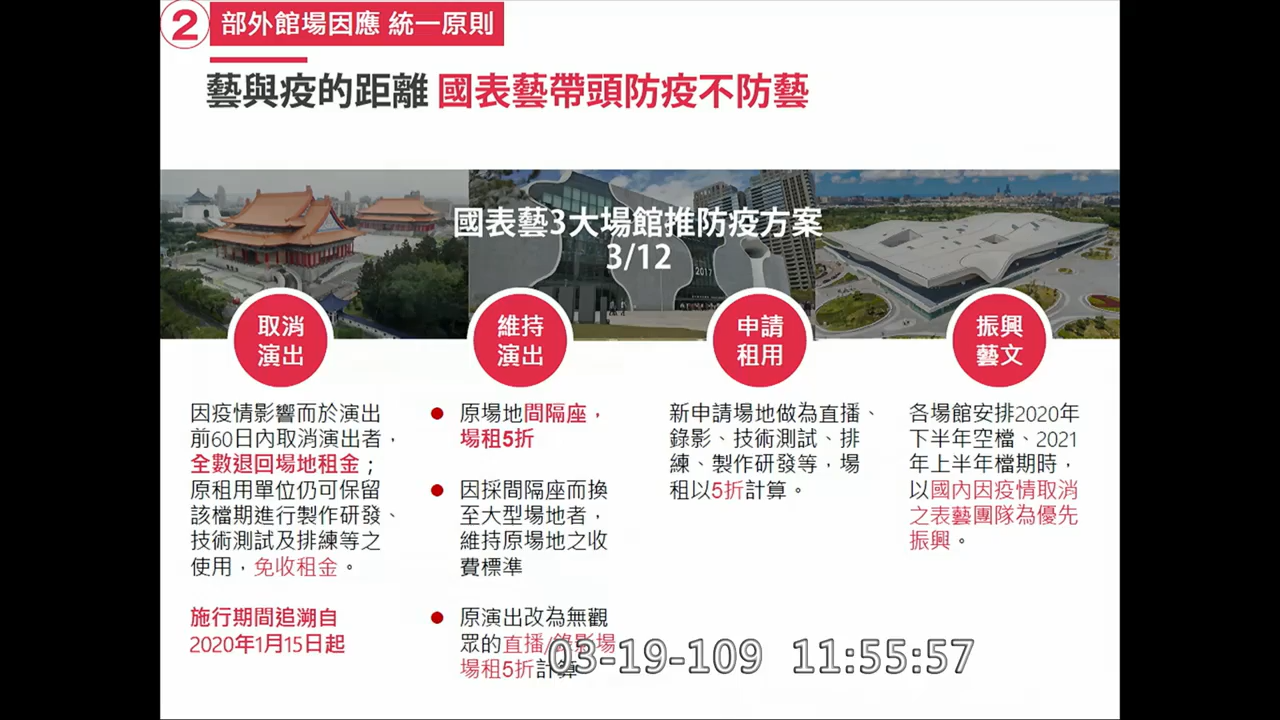 2 部外館場因應 統一原則
藝與疫的距離 國表藝帶頭防疫不防藝
國表藝3大場館推防疫方案
3/12
2017
取消
演出
因疫情影響而於演出
前60日內取消演出者，
全數退回場地租金；
原租用單位仍可保留
該檔期進行製作研發、
技術測試及排練等之
使用，免收租金。
施行期間追溯自
2020年1月15日起
維持
演出
原場地間隔座，
場租5折
因採間隔座而換
至大型場地者，
維持原場地之收
費標準
原演出改為無觀
眾的直播/錄影場
場租5折計算
申請
租用
新申請場地做為直播、
錄影、技術測試、排
練、製作研發等，場
租以5折計算。
振興
藝文
各場館安排2020年
下半年空檔、2021
年上半年檔期時，
以國內因疫情取消
之表藝團隊為優先
振興。
03-19-109 11:55:57